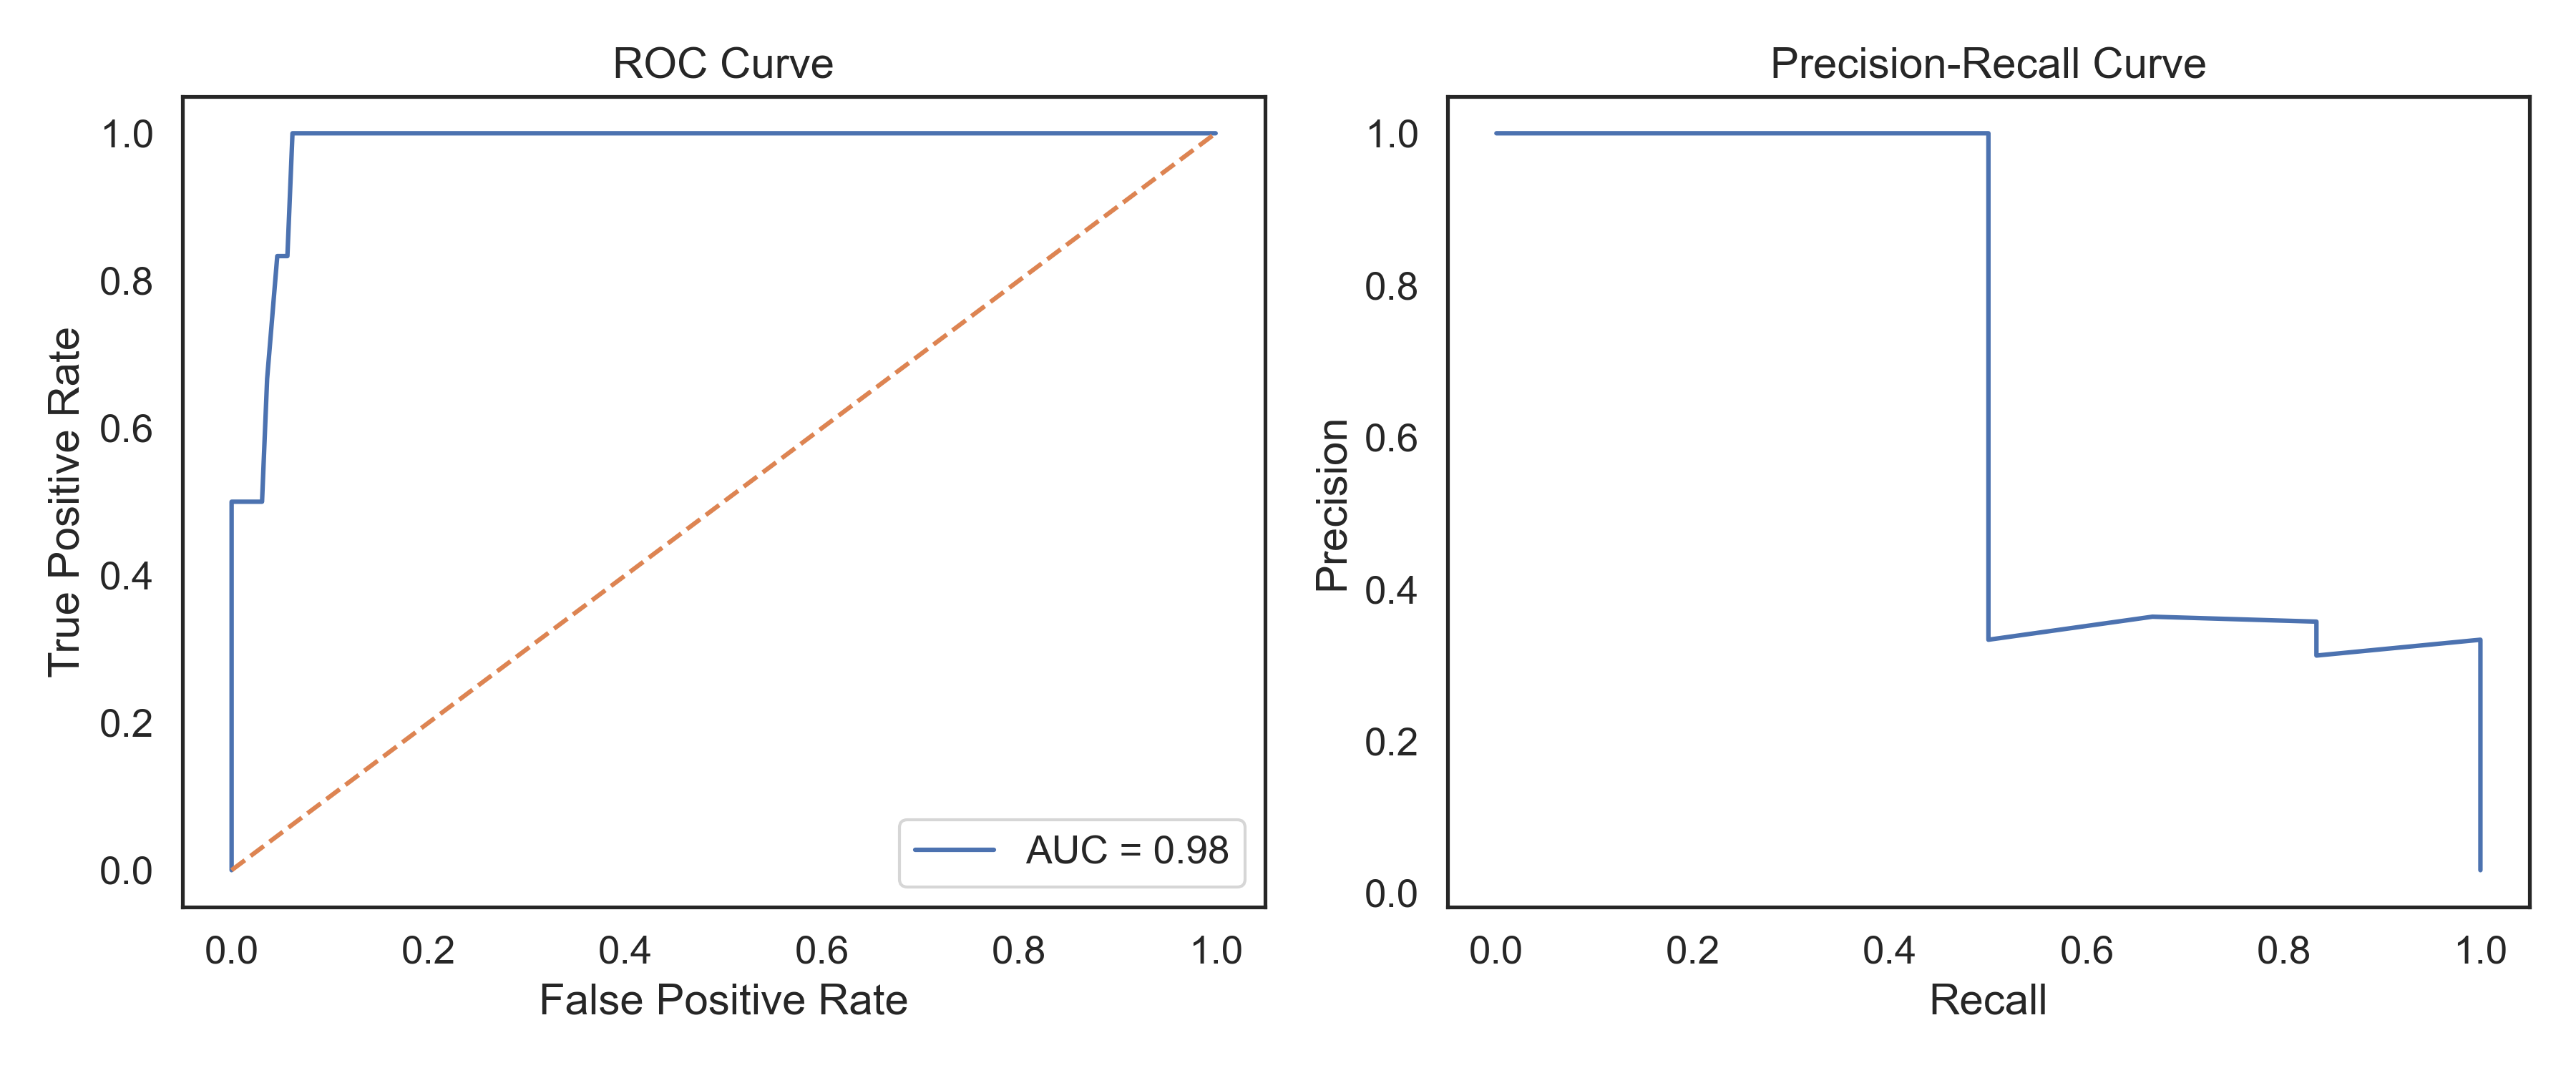 ROC Curve
True Positive Rate
1.0
0.8
0.6
0.4
0.2
0.0
AUC = 0.98
0.0 0.2 0.4 0.6 0.8 1.0
False Positive Rate
Precision-Recall Curve
Precision
1.0
0.8
0.6
0.4
0.2
0.0
0.0 0.2 0.4 0.6 0.8 1.0
Recall